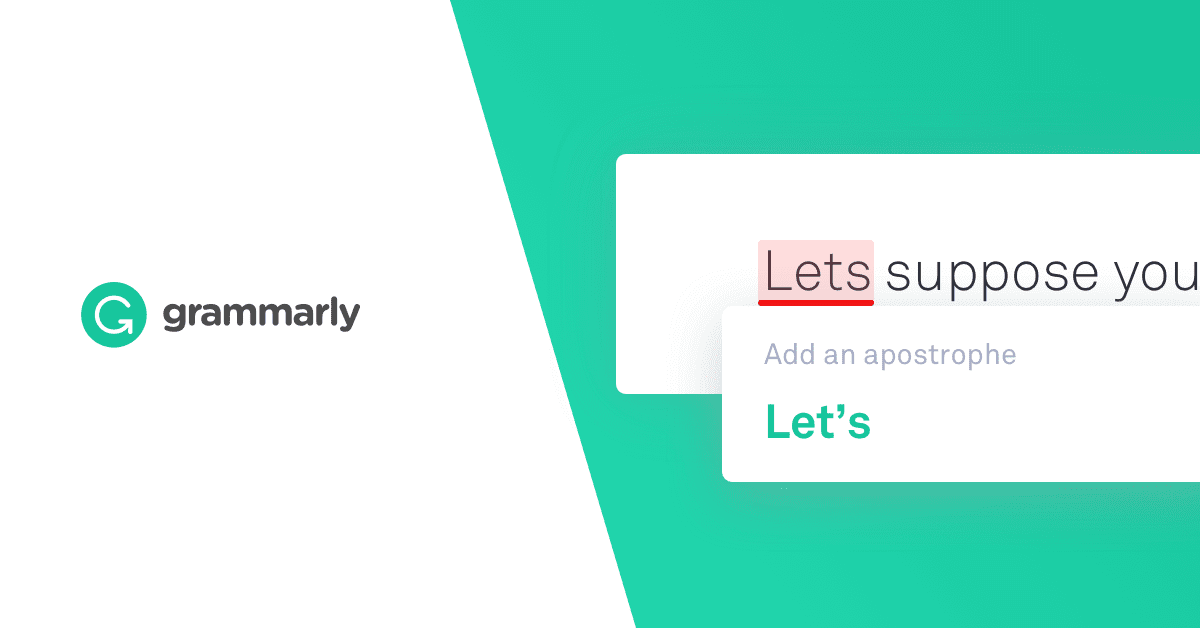 grammarly
Lets suppose you
Add an apostrophe
Let’s